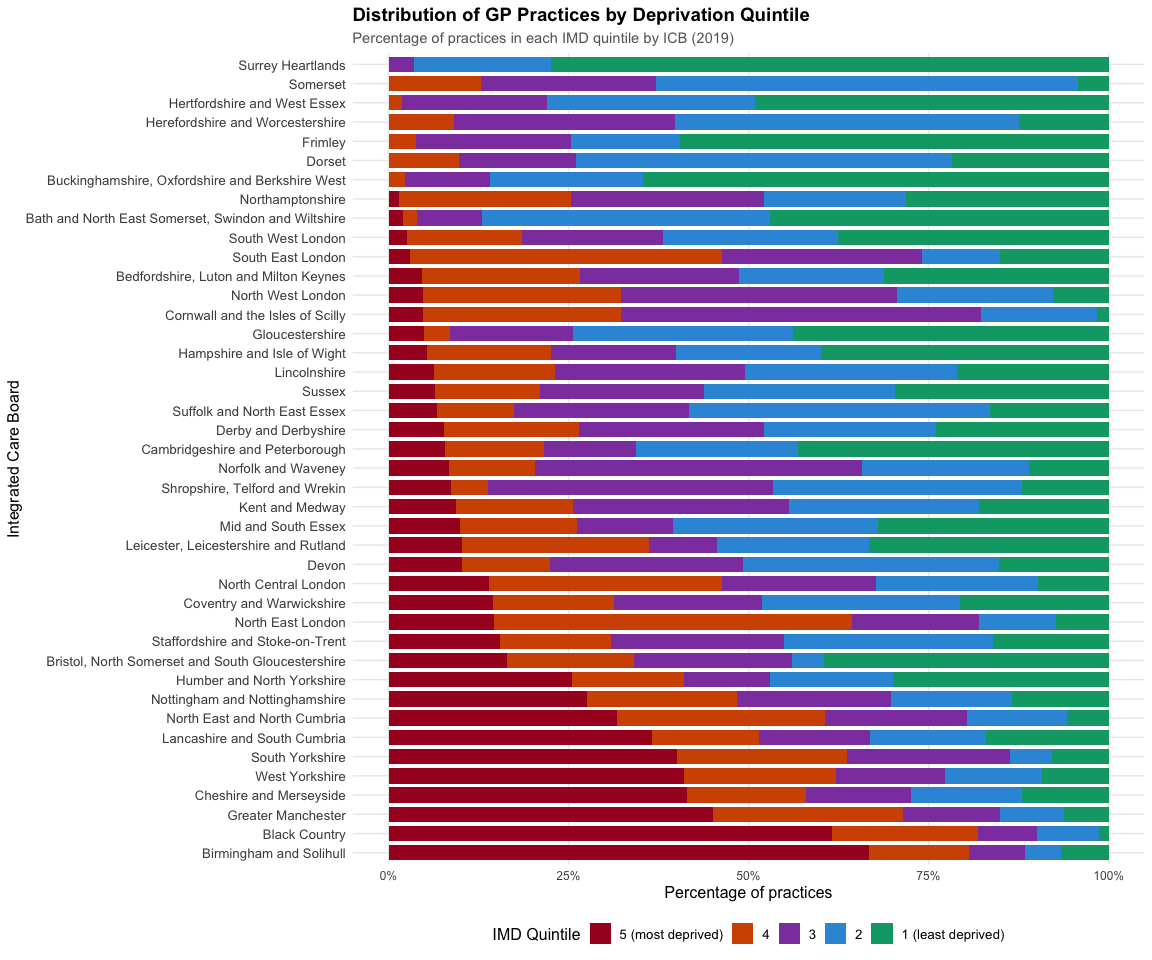 Distribution of GP Practices by Deprivation Quintile
Percentage of practices in each IMD quintile by ICB (2019)
Integrated Care Board
Surrey Heartlands
Somerset
Hertfordshire and West Essex
Herefordshire and Worcestershire
Frimley
Dorset
Buckinghamshire, Oxfordshire and Berkshire West
Northamptonshire
Bath and North East Somerset, Swindon and Wiltshire
South West London
South East London
Bedfordshire, Luton and Milton Keynes
North West London
Cornwall and the Isles of Scilly
Gloucestershire
Hampshire and Isle of Wight
Lincolnshire
Sussex
Suffolk and North East Essex
Derby and Derbyshire
Cambridgeshire and Peterborough
Norfolk and Waveney
Shropshire, Telford and Wrekin
Kent and Medway
Mid and South Essex
Leicester, Leicestershire and Rutland
Devon
North Central London
Coventry and Warwickshire
North East London
Staffordshire and Stoke-on-Trent
Bristol, North Somerset and South Gloucestershire
Humber and North Yorkshire
Nottingham and Nottinghamshire
North East and North Cumbria
Lancashire and South Cumbria
South Yorkshire
West Yorkshire
Cheshire and Merseyside
Greater Manchester
Black Country
Birmingham and Solihull
0% 25% 50% 75% 100%
Percentage of practices
IMD Quintile 5 (most deprived) 4 3 2 1 (least deprived)